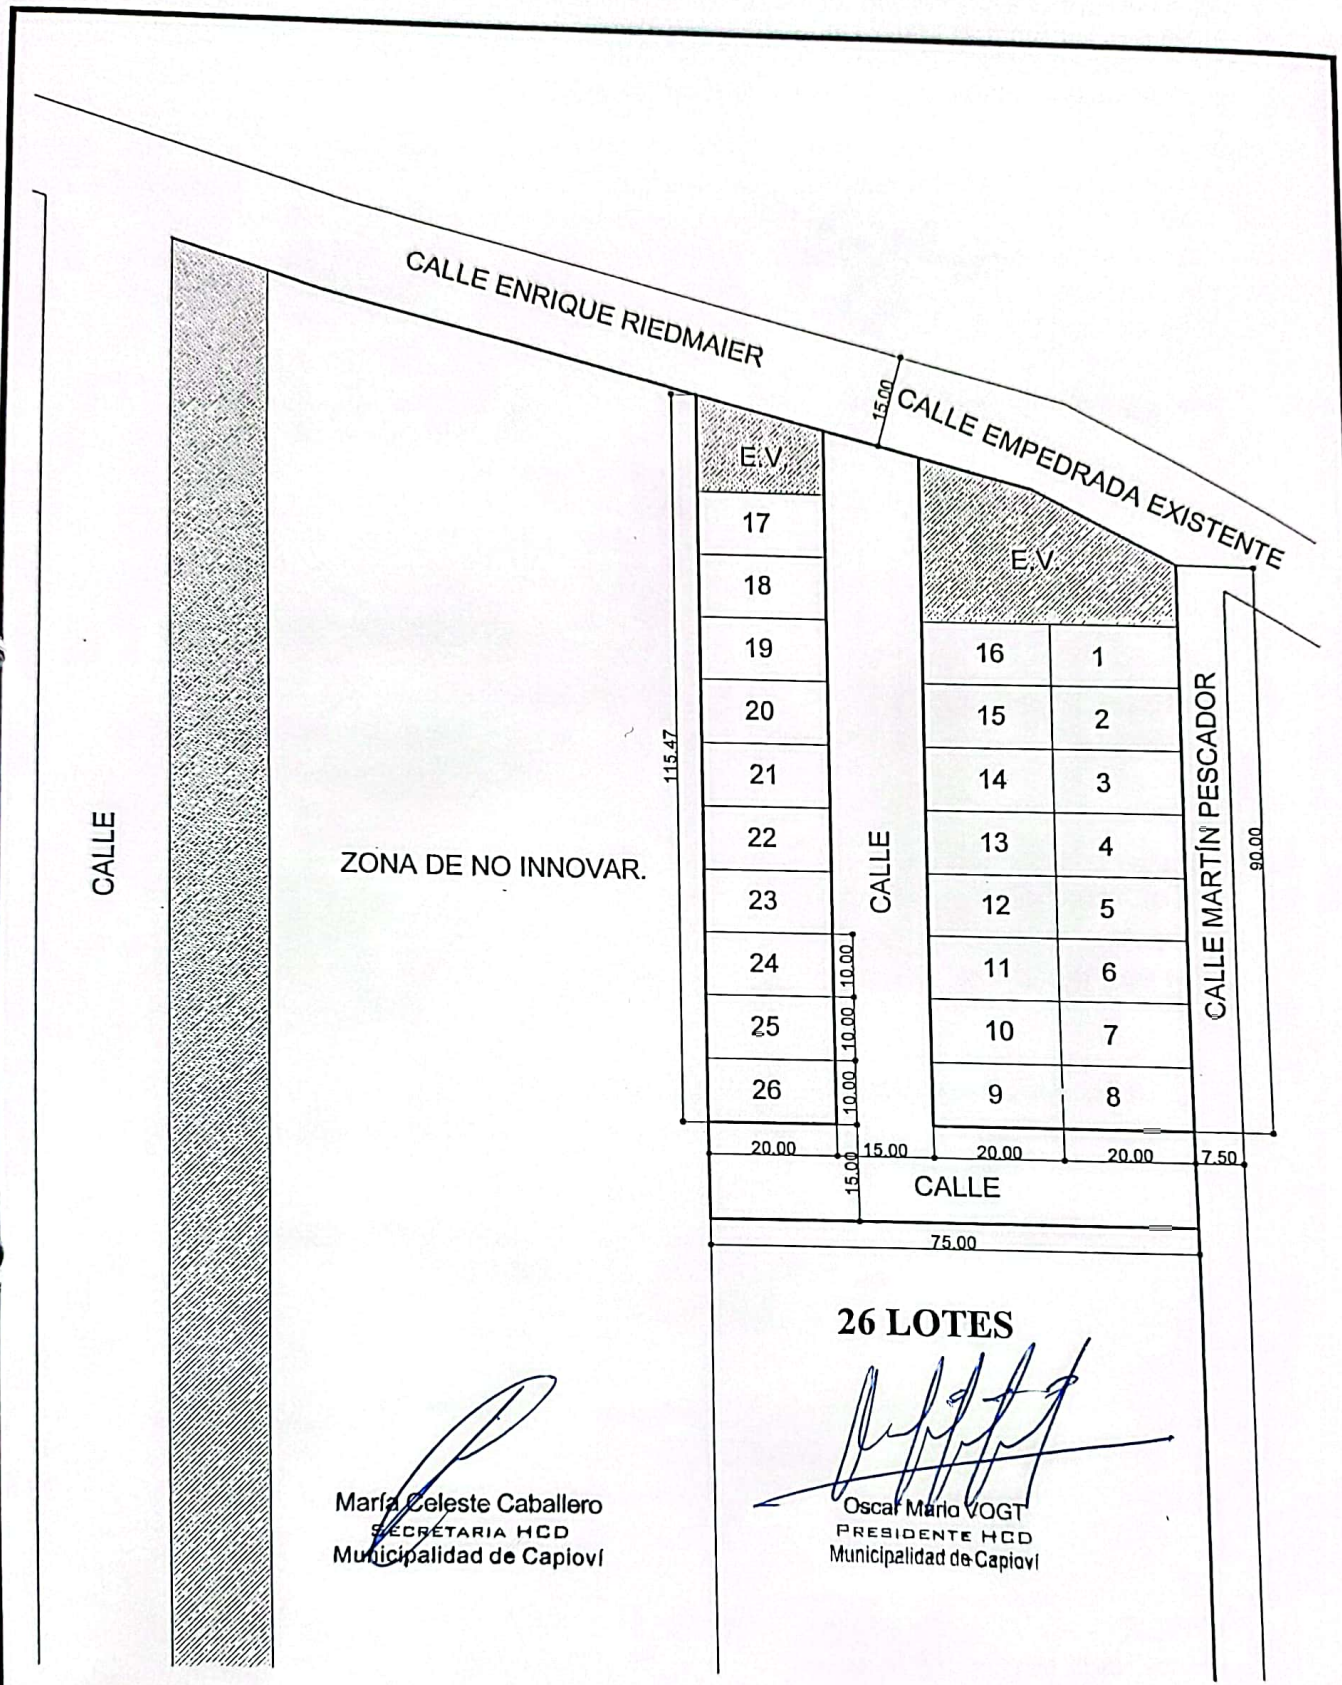 CALLE ENRIQUE RIEDMAIER
15.00
CALLE EMPEDRADA EXISTENTE
E.V.
E.V.
17
18
19
20
21
22
23
24
25
26
16 1
15 2
14 3
13 4
12 5
11 6
10 7
9 8
115.47
CALLE
ZONA DE NO INNOVAR.
CALLE
CALLE MARTÍN PESCADOR
90.00
10.00
10.00
10.00
20.00 15.00 20.00 20.00 7.50
15.00
CALLE
75.00
26 LOTES
María Celeste Caballero
SECRETARIA HCD
Municipalidad de Capioví
Oscar Mario VOGT
PRESIDENTE HCD
Municipalidad de Capioví